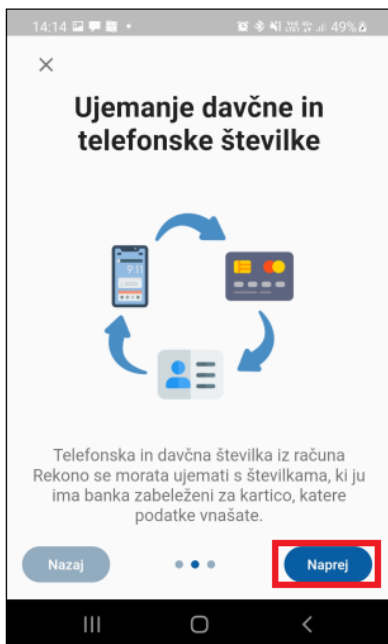 14:14
49%
Ujemanje davčne in
telefonske številke
9:11
Telefonska in davčna številka iz računa
Rekono se morata ujemati s številkami, ki ju
ima banka zabeleženi za kartico, katere
podatke vnašate.
Nazaj
Naprej